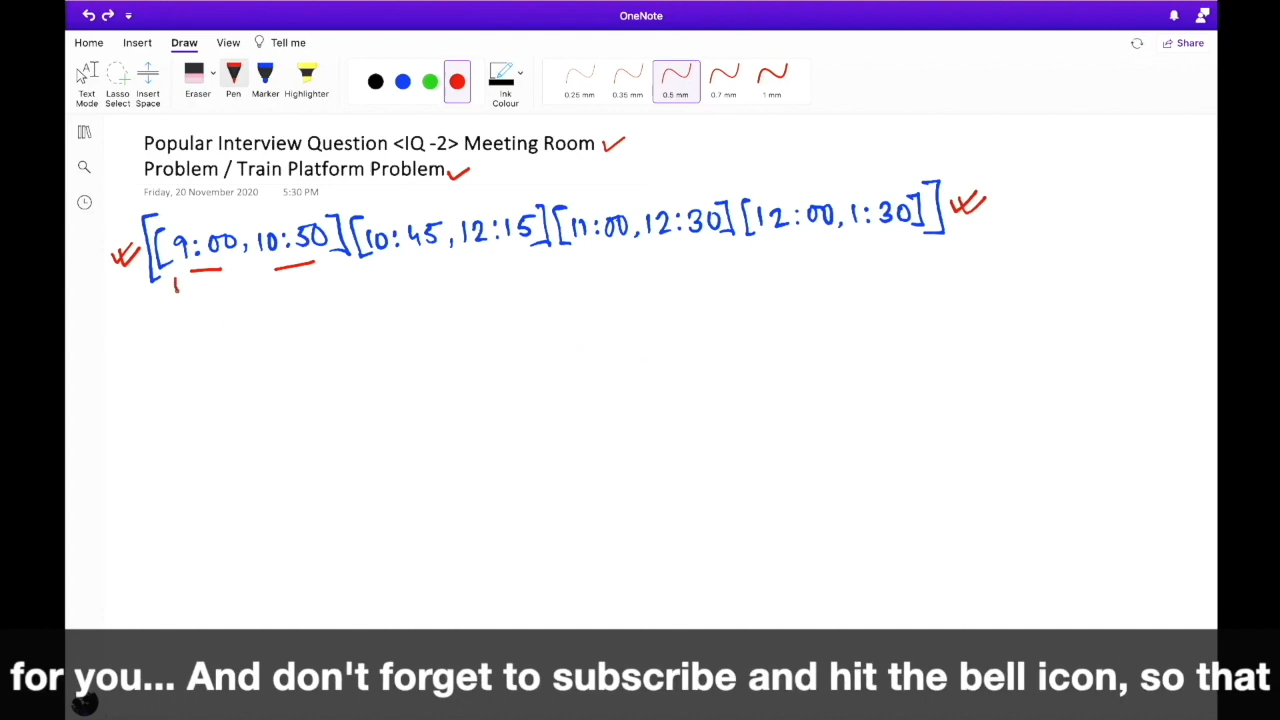 OneNote
Home Insert Draw View Tell me
Share
Text Mode
Lasso Select
Insert Space
Eraser
Pen
Marker
Highlighter
Ink Colour
0.25 mm
0.35 mm
0.5 mm
0.7 mm
1 mm
Popular Interview Question <IQ -2> Meeting Room
Problem / Train Platform Problem
Friday, 20 November 2020 5:30 PM
[[9:00, 10:50][10:45, 12:15][11:00, 12:30][12:00, 1:30]]
for you... And don't forget to subscribe and hit the bell icon, so that